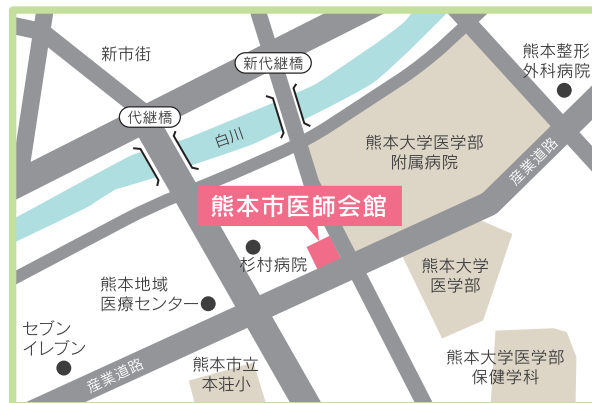 新市街
新代継橋
熊本整形
外科病院
代継橋
白川
熊本大学医学部
附属病院
産業道路
熊本市医師会館
杉村病院
熊本大学
医学部
熊本地域
医療センター
セブン
イレブン
産業道路
熊本市立
本荘小
熊本大学医学部
保健学科